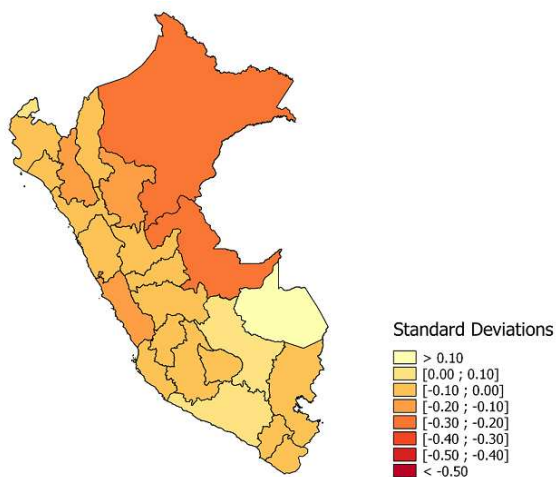 Standard Deviations
> 0.10
[0.00 ; 0.10]
[-0.10 ; 0.00]
[-0.20 ; -0.10]
[-0.30 ; -0.20]
[-0.40 ; -0.30]
[-0.50 ; -0.40]
< -0.50